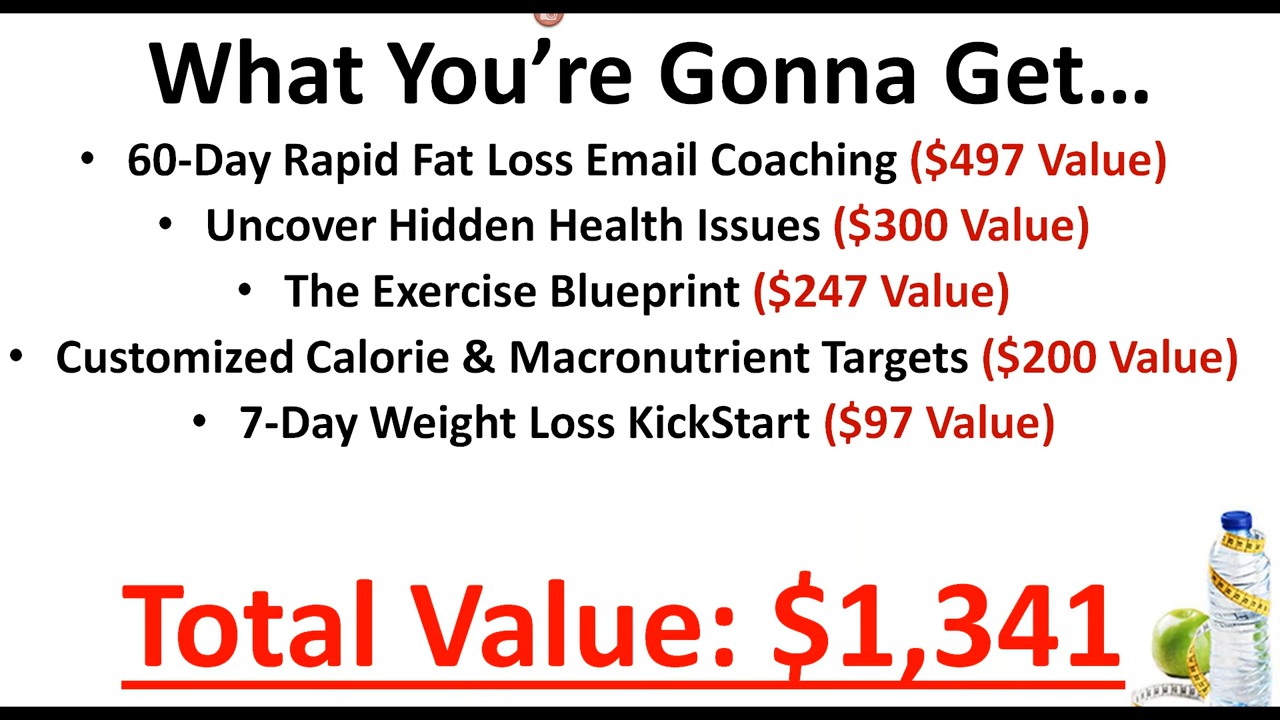 What You’re Gonna Get…
• 60-Day Rapid Fat Loss Email Coaching ($497 Value)
• Uncover Hidden Health Issues ($300 Value)
• The Exercise Blueprint ($247 Value)
• Customized Calorie & Macronutrient Targets ($200 Value)
• 7-Day Weight Loss KickStart ($97 Value)
Total Value: $1,341